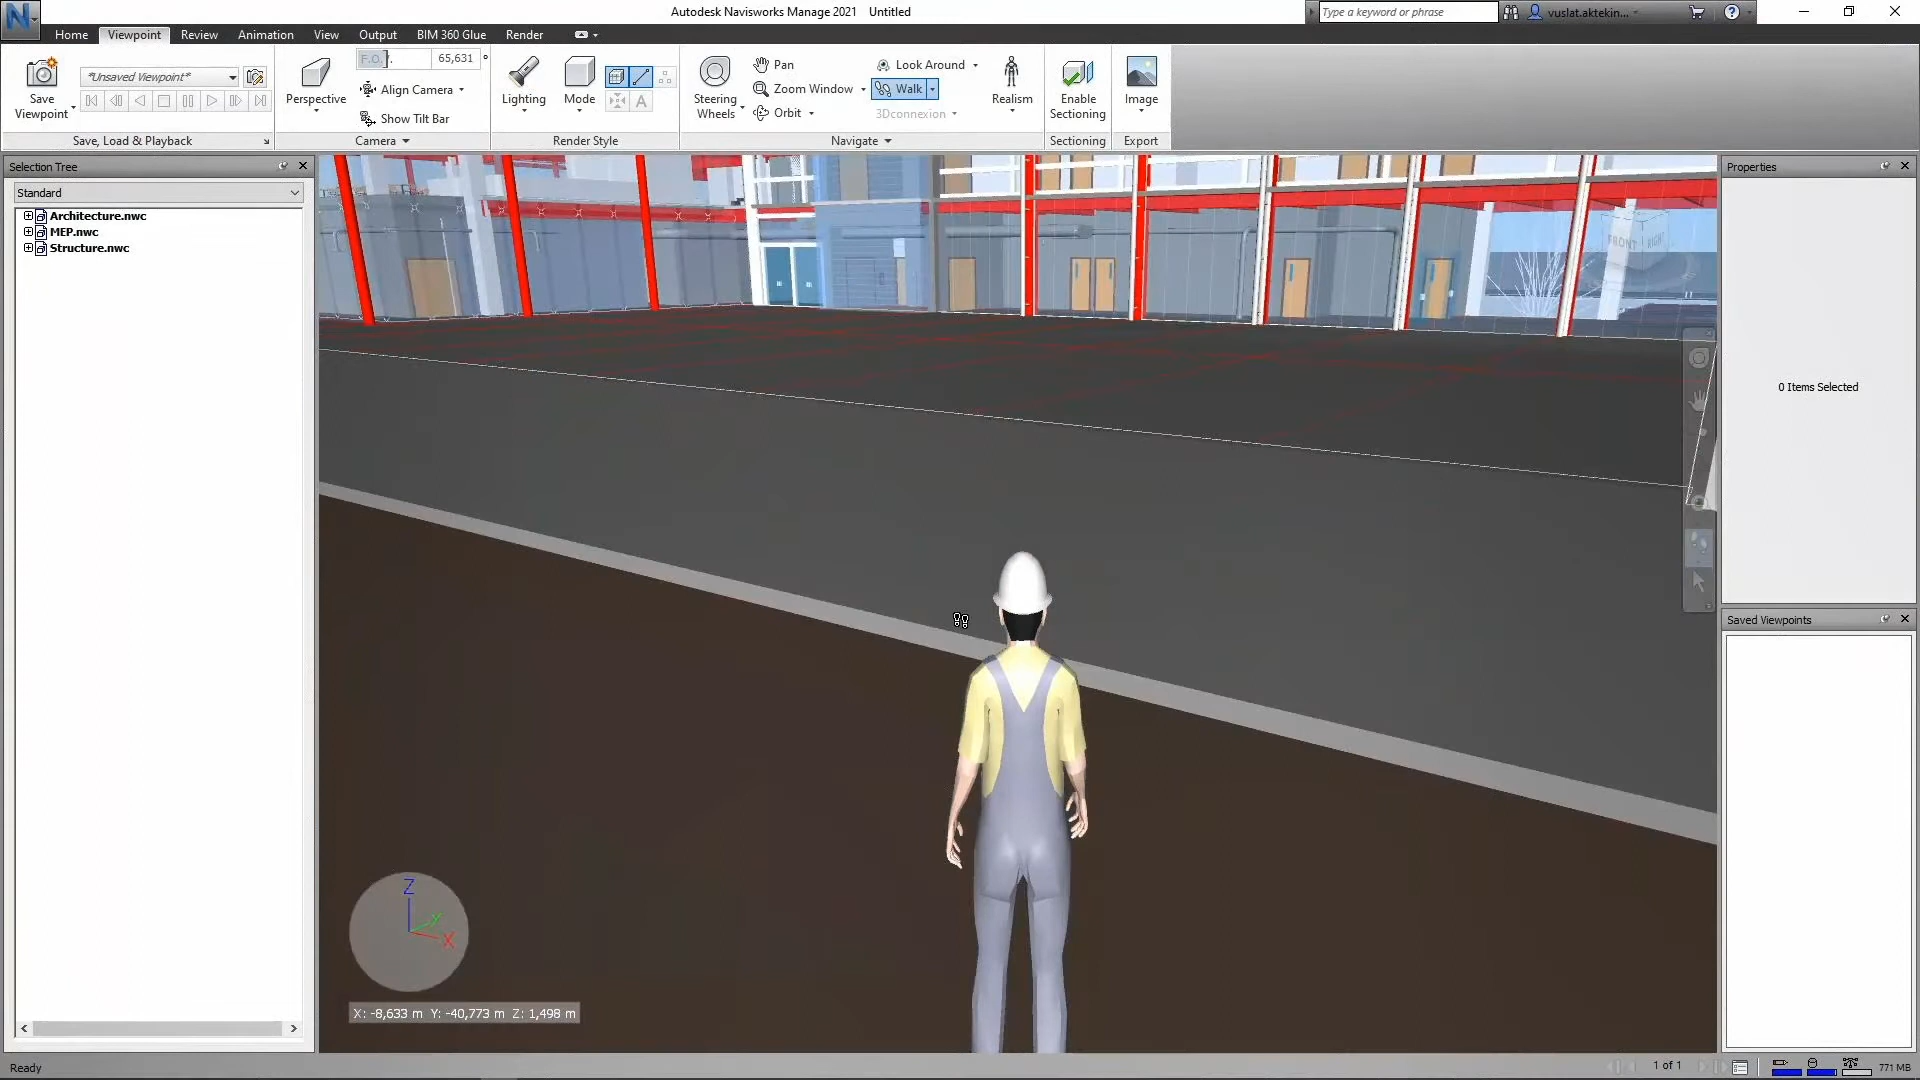 Autodesk Navisworks Manage 2021 Untitled
Type a keyword or phrase
vuslat.aktekin...
Home Viewpoint Review Animation View Output BIM 360 Glue Render
Save Viewpoint
*Unsaved Viewpoint*
Save, Load & Playback
Perspective
65,631 °
Align Camera
Show Tilt Bar
Camera
Lighting
Mode
A
Render Style
Steering Wheels
Pan
Zoom Window
Orbit
Look Around
Walk
3Dconnexion
Navigate
Realism
Enable Sectioning
Sectioning
Image
Export
Selection Tree
Standard
Architecture.nwc
MEP.nwc
Structure.nwc
FRONT RIGHT
Z
Y
X
X: -8,633 m Y: -40,773 m Z: 1,498 m
Properties
0 Items Selected
Saved Viewpoints
Ready
1 of 1
771 MB